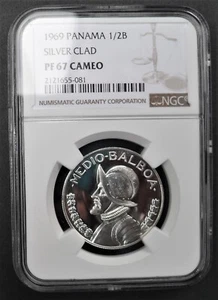 1969 PANAMA 1/2B
SILVER CLAD
PF 67 CAMEO
2121655-081
NUMISMATIC GUARANTY CORPORATION
NGC
·MEDIO-BALBOA·